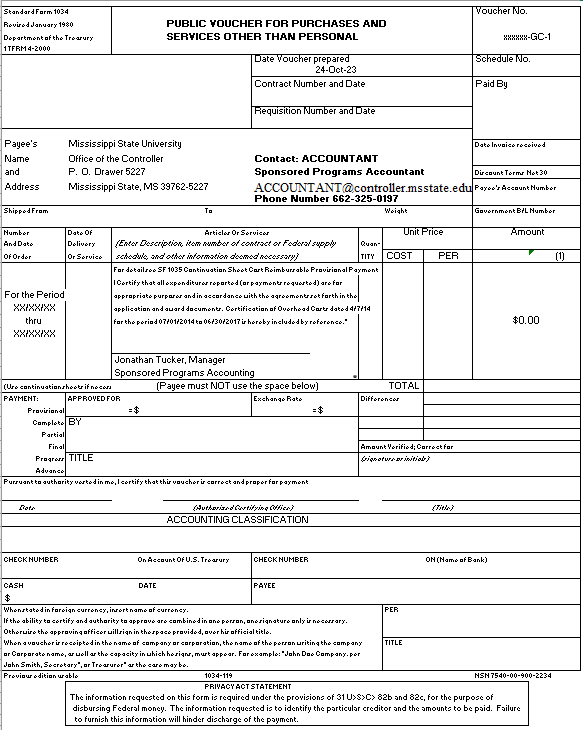 Standard Form 1034
Revised January 1980
Department of the Treasury
1TFRM 4-2000
PUBLIC VOUCHER FOR PURCHASES AND
SERVICES OTHER THAN PERSONAL
Voucher No.
xxxxxx-GC-1
Date Voucher prepared
24-Oct-23
Schedule No.
Contract Number and Date
Paid By
Requisition Number and Date
Payee's
Name
and
Address
Mississippi State University
Office of the Controller
P. O. Drawer 5227
Mississippi State, MS 39762-5227
Contact: ACCOUNTANT
Sponsored Programs Accountant
ACCOUNTANT@controller.msstate.edu
Phone Number 662-325-0197
Date Invoice received
Discount Terms Net 30
Payee's Account Number
Shipped From To Weight Government B/L Number
Number
And Date
Of Order
Date Of
Delivery
Or Service
Articles Or Services
(Enter Description, item number of contract or Federal supply
schedule, and other information deemed necessary)
Quan-
TITY
Unit Price
COST PER
Amount
(1)
For the Period
XX/XX/XX
thru
XX/XX/XX
For detail see SF 1035 Continuation Sheet Cost Reimbursable Provisional Payment
I Certify that all expenditures reported (or payments requested) are for
appropriate purposes and in accordance with the agreements set forth in the
application and award documents. Certification of Overhead Costs dated 4/7/14
for the period 07/01/2014 to 06/30/2017 is hereby included by reference."
$0.00
Jonathan Tucker, Manager
Sponsored Programs Accounting
(Use continuation sheets if necess (Payee must NOT use the space below) TOTAL
PAYMENT:
Provisional
Complete
Partial
Final
Progress
Advance
APPROVED FOR
= $
BY
TITLE
Exchange Rate
= $
Differences
Amount Verified; Correct for
(signature or initials)
Pursuant to authority vested in me, I certify that this voucher is correct and proper for payment
Date (Authorized Certifying Office) (Title)
ACCOUNTING CLASSIFICATION
CHECK NUMBER On Account Of U.S. Treasury CHECK NUMBER ON (Name of Bank)
CASH DATE PAYEE
$
When stated in foreign currency, insert name of currency.
If the ability to certify and authority to approve are combined in one person, one signature only is necessary.
Otherwise the approving officer will sign in the space provided, over his official title.
When a voucher is receipted in the name of company or corporation, the name of the person writing the company
or Corporate name, as well as the capacity in which he signs, must appear. For example: "John Doe Company, per
John Smith, Secretary", or Treasurer" as the case may be.
PER
TITLE
Previous edition usable 1034-119 NSN 7540-00-900-2234
PRIVACY ACT STATEMENT
The information requested on this form is required under the provisions of 31 U>S>C> 82b and 82c, for the purpose of
disbursing Federal money. The information requested is to identify the particular creditor and the amounts to be paid. Failure
to furnish this information will hinder discharge of the payment.